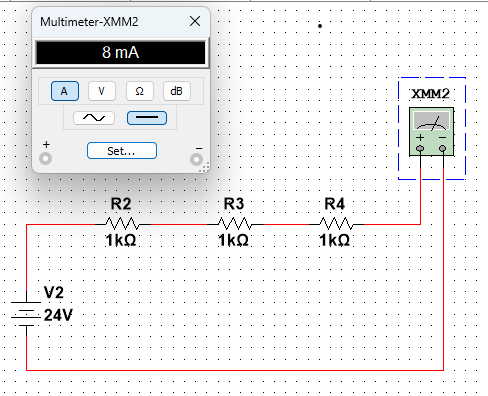 Multimeter-XMM2
8 mA
A V Ω dB
+ Set... −
XMM2
+ −
R2 R3 R4
1kΩ 1kΩ 1kΩ
V2
24V